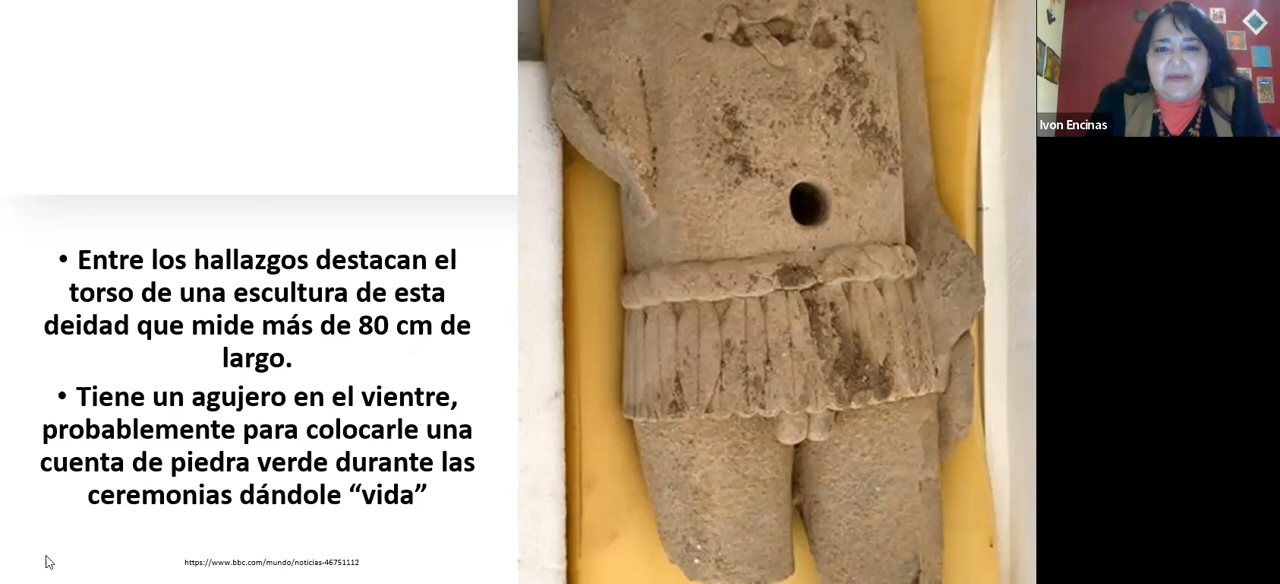 • Entre los hallazgos destacan el
torso de una escultura de esta
deidad que mide más de 80 cm de
largo.
• Tiene un agujero en el vientre,
probablemente para colocarle una
cuenta de piedra verde durante las
ceremonias dándole “vida”
https://www.bbc.com/mundo/noticias-46751112
Ivon Encinas